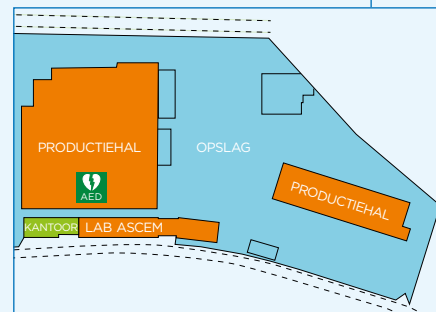 PRODUCTIEHAL
OPSLAG
AED
PRODUCTIEHAL
KANTOOR
LAB ASCEM